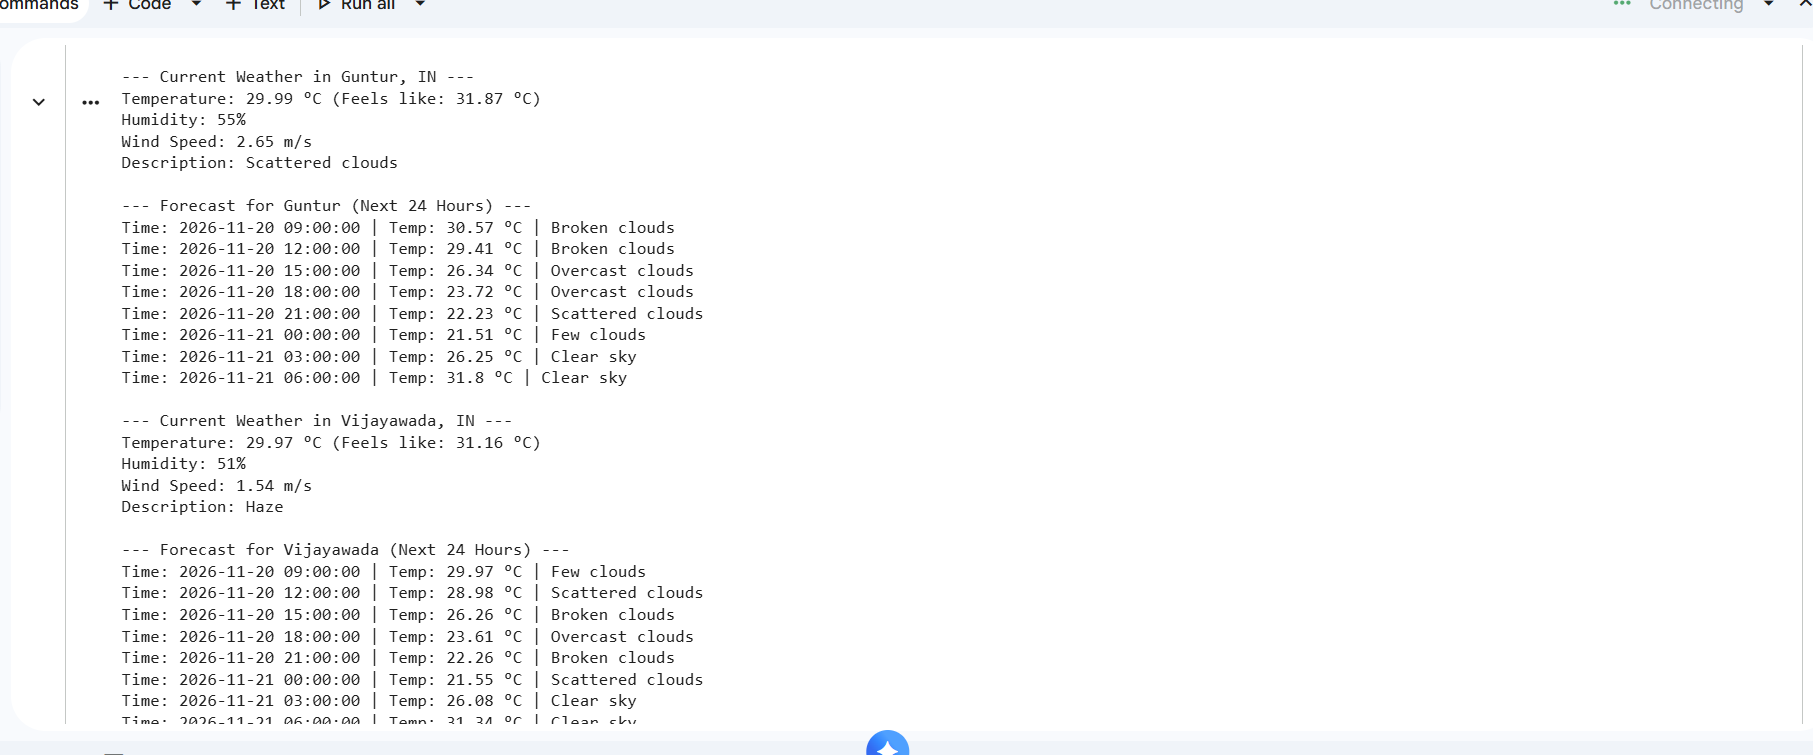 ommands + Code + Text Run all Connecting
--- Current Weather in Guntur, IN ---
Temperature: 29.99 °C (Feels like: 31.87 °C)
Humidity: 55%
Wind Speed: 2.65 m/s
Description: Scattered clouds
--- Forecast for Guntur (Next 24 Hours) ---
Time: 2026-11-20 09:00:00 | Temp: 30.57 °C | Broken clouds
Time: 2026-11-20 12:00:00 | Temp: 29.41 °C | Broken clouds
Time: 2026-11-20 15:00:00 | Temp: 26.34 °C | Overcast clouds
Time: 2026-11-20 18:00:00 | Temp: 23.72 °C | Overcast clouds
Time: 2026-11-20 21:00:00 | Temp: 22.23 °C | Scattered clouds
Time: 2026-11-21 00:00:00 | Temp: 21.51 °C | Few clouds
Time: 2026-11-21 03:00:00 | Temp: 26.25 °C | Clear sky
Time: 2026-11-21 06:00:00 | Temp: 31.8 °C | Clear sky
--- Current Weather in Vijayawada, IN ---
Temperature: 29.97 °C (Feels like: 31.16 °C)
Humidity: 51%
Wind Speed: 1.54 m/s
Description: Haze
--- Forecast for Vijayawada (Next 24 Hours) ---
Time: 2026-11-20 09:00:00 | Temp: 29.97 °C | Few clouds
Time: 2026-11-20 12:00:00 | Temp: 28.98 °C | Scattered clouds
Time: 2026-11-20 15:00:00 | Temp: 26.26 °C | Broken clouds
Time: 2026-11-20 18:00:00 | Temp: 23.61 °C | Overcast clouds
Time: 2026-11-20 21:00:00 | Temp: 22.26 °C | Broken clouds
Time: 2026-11-21 00:00:00 | Temp: 21.55 °C | Scattered clouds
Time: 2026-11-21 03:00:00 | Temp: 26.08 °C | Clear sky
Time: 2026-11-21 06:00:00 | Temp: 31.34 °C | Clear sky